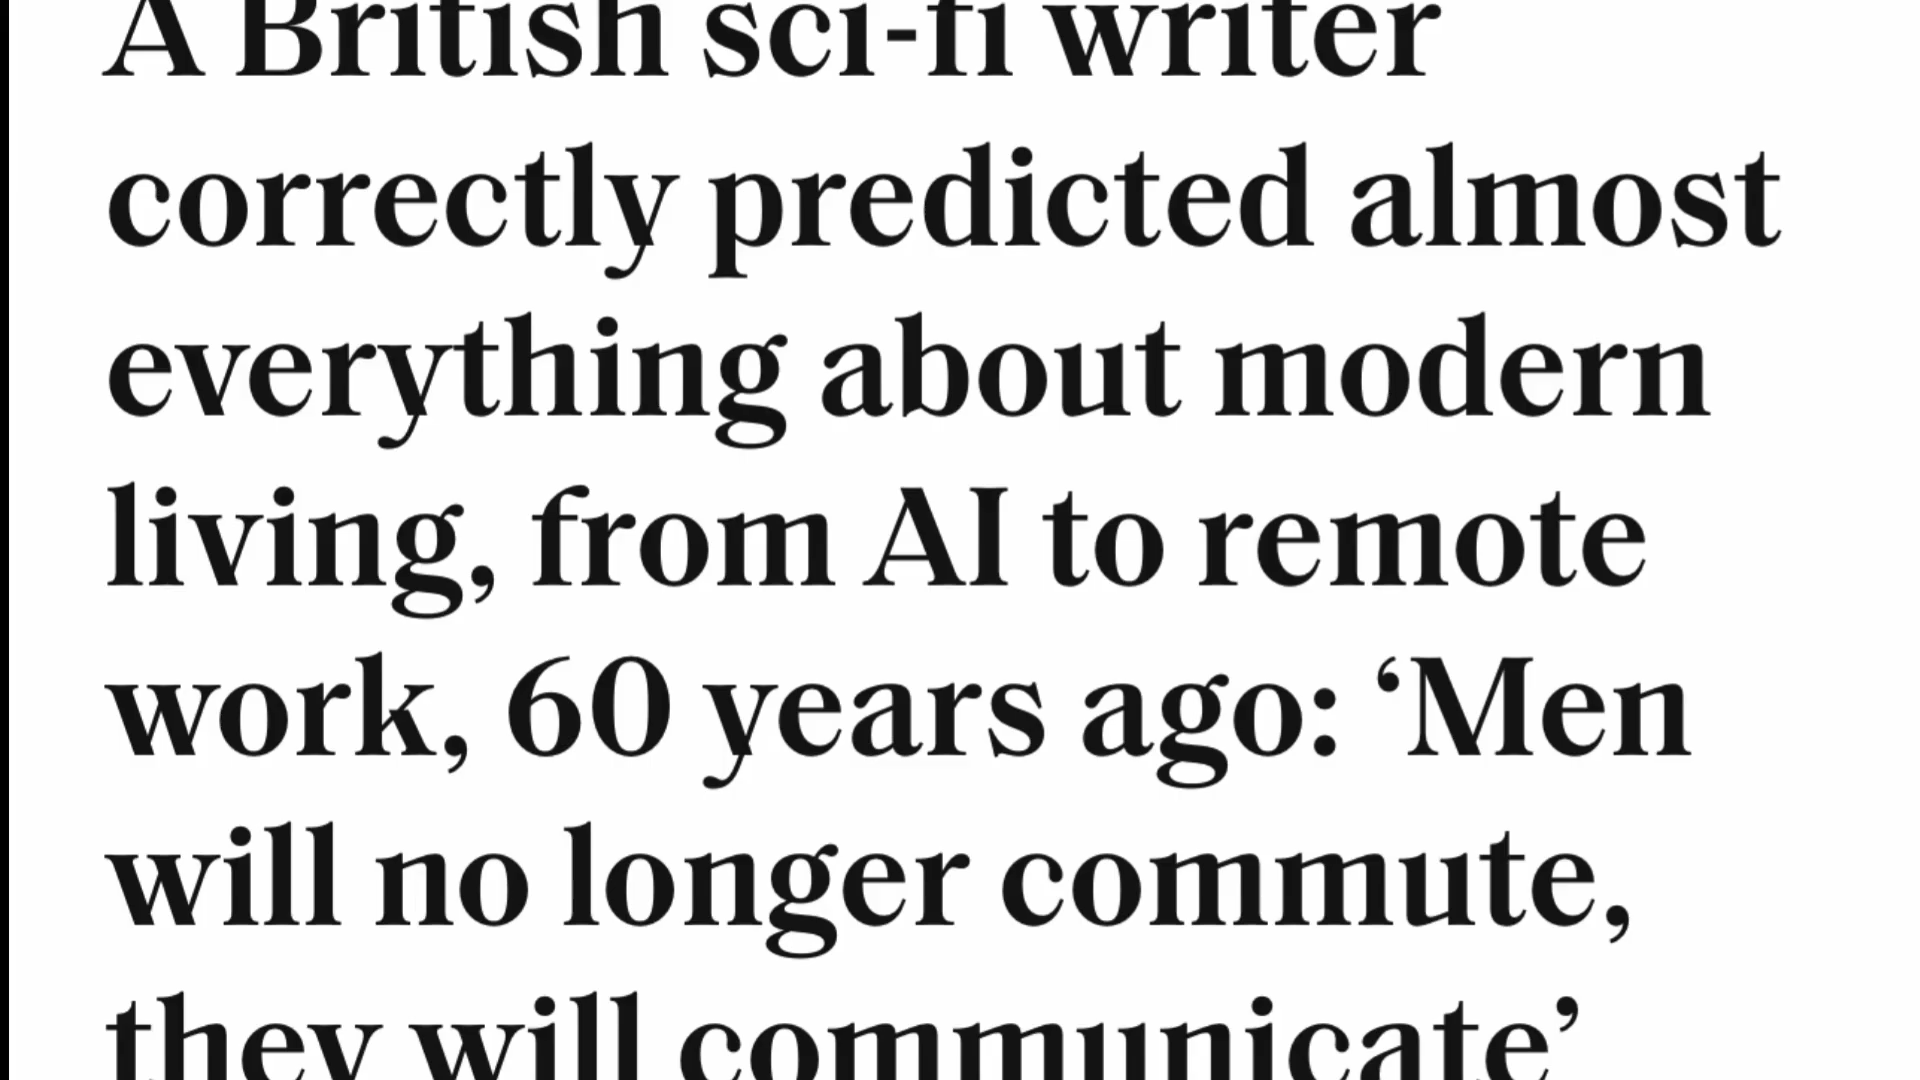 A British sci-fi writer
correctly predicted almost
everything about modern
living, from AI to remote
work, 60 years ago: ‘Men
will no longer commute,
they will communicate’